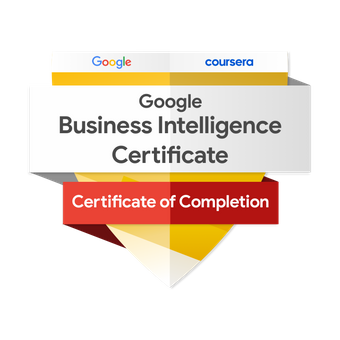 Google coursera
Google
Business Intelligence
Certificate
Certificate of Completion